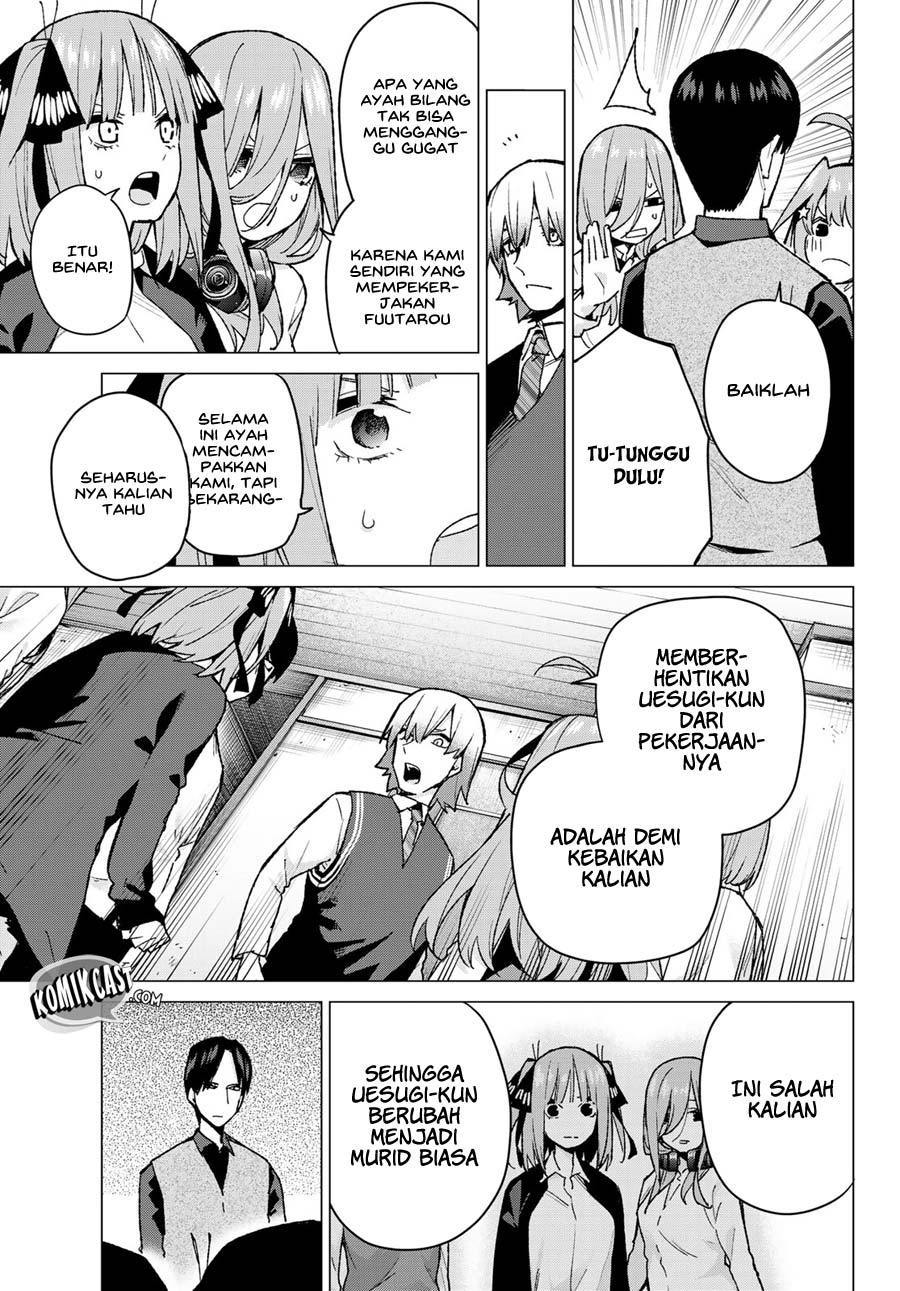 BAIKLAH
TU-TUNGGU
DULU!
APA YANG
AYAH BILANG
TAK BISA
MENGGANG-
GU GUGAT
KARENA KAMI
SENDIRI YANG
MEMPEKER-
JAKAN
FUUTAROU
ITU
BENAR!
SELAMA
INI AYAH
MENCAM-
PAKKAN
KAMI, TAPI
SEKARANG-
SEHARUS-
NYA KALIAN
TAHU
MEMBER-
HENTIKAN
UESUGI-KUN
DARI
PEKERJAAN-
NYA
ADALAH DEMI
KEBAIKAN
KALIAN
INI SALAH
KALIAN
SEHINGGA
UESUGI-KUN
BERUBAH
MENJADI
MURID BIASA
KOMIKCAST
.COM